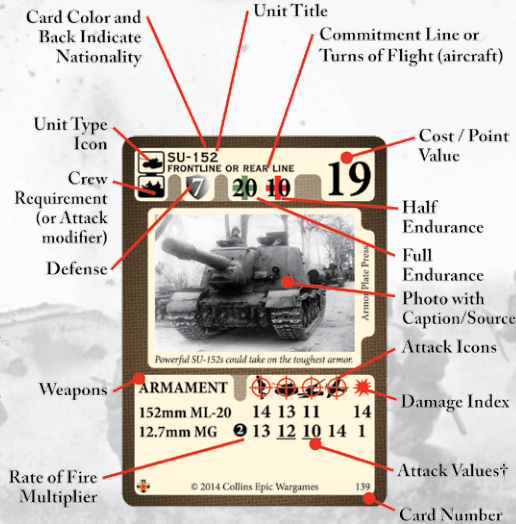 Card Color and
Back Indicate
Nationality
Unit Title
Commitment Line or
Turns of Flight (aircraft)
Unit Type
Icon
Cost / Point
Value
SU-152
FRONTLINE OR REAR LINE
7
20
10
19
Crew
Requirement
(or Attack
modifier)
Half
Endurance
Full
Endurance
Defense
Photo with
Caption/Source
Armor Plate Press
Powerful SU-152s could take on the toughest armor.
Attack Icons
Weapons
ARMAMENT
Damage Index
152mm ML-20 14 13 11 14
12.7mm MG 2 13 12 10 14 1
Rate of Fire
Multiplier
Attack Values†
© 2014 Collins Epic Wargames
139
Card Number